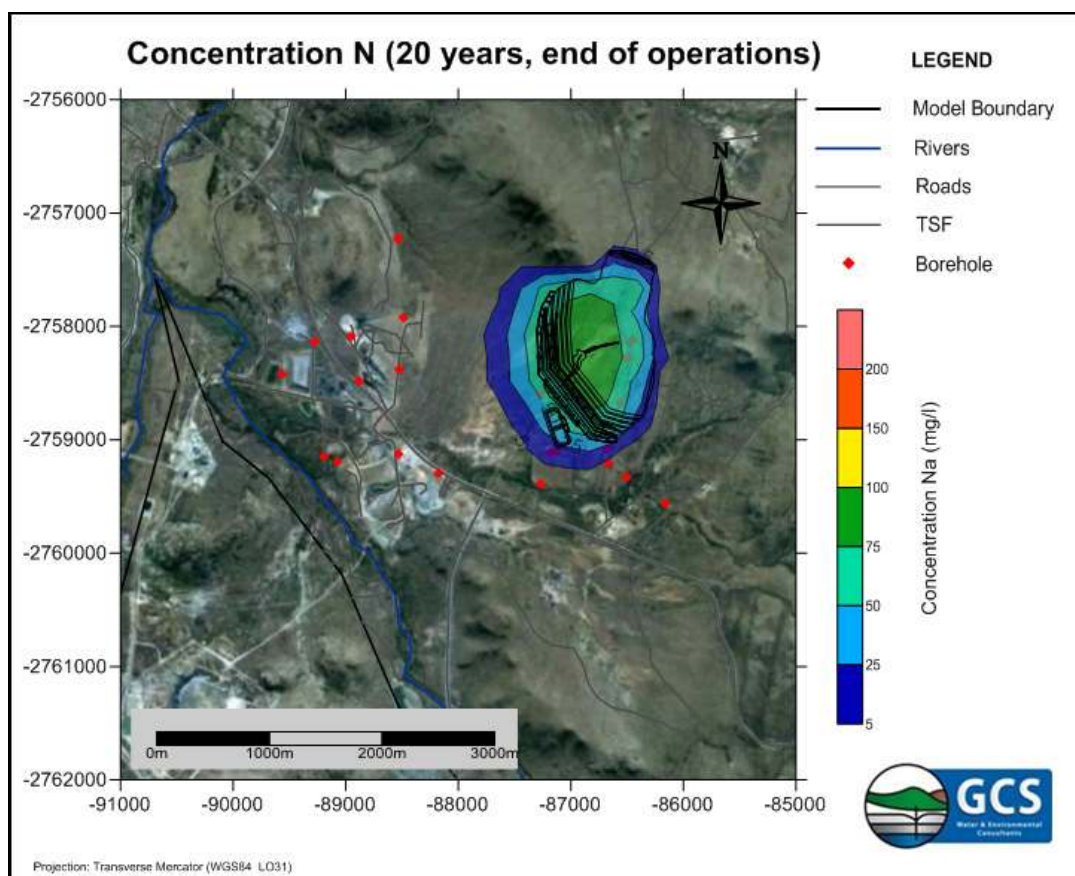 Concentration N (20 years, end of operations)
LEGEND
Model Boundary
Rivers
Roads
TSF
Borehole
N
-2756000
-2757000
-2758000
-2759000
-2760000
-2761000
-2762000
-91000 -90000 -89000 -88000 -87000 -86000 -85000
0m 1000m 2000m 3000m
200
150
100
75
50
25
5
Concentration Na (mg/l)
GCS
Water & Environmental
Consultants
Projection: Transverse Mercator (WGS84 LO31)